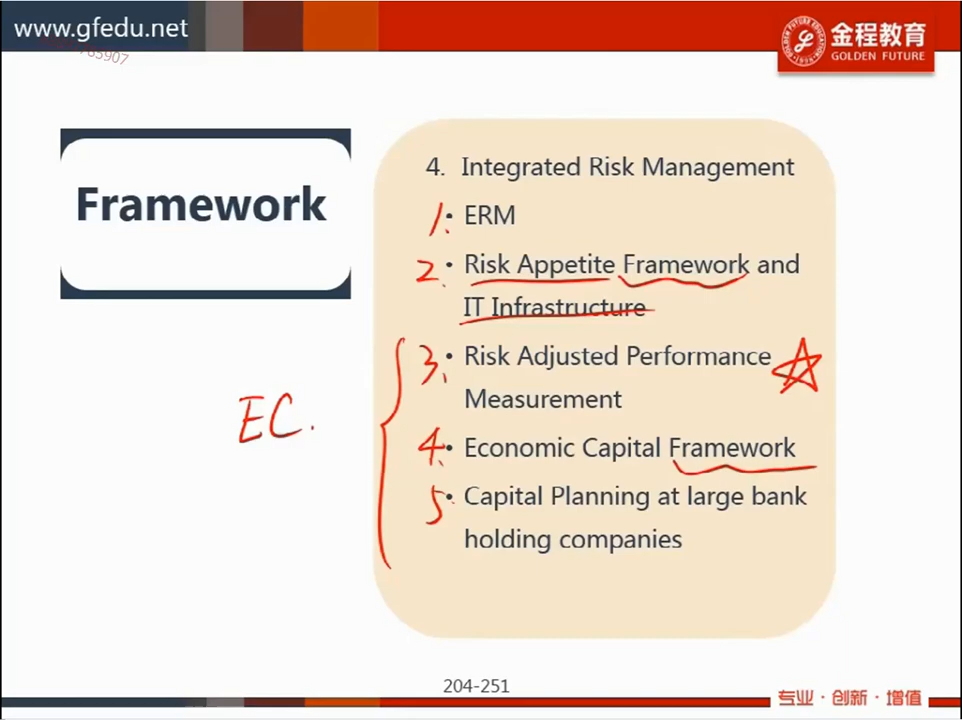 www.gfedu.net
金程教育
GOLDEN FUTURE
Framework
4. Integrated Risk Management
1. • ERM
2. • Risk Appetite Framework and
IT Infrastructure
3. • Risk Adjusted Performance
Measurement
EC.
4. • Economic Capital Framework
5. • Capital Planning at large bank
holding companies
204-251
专业·创新·增值